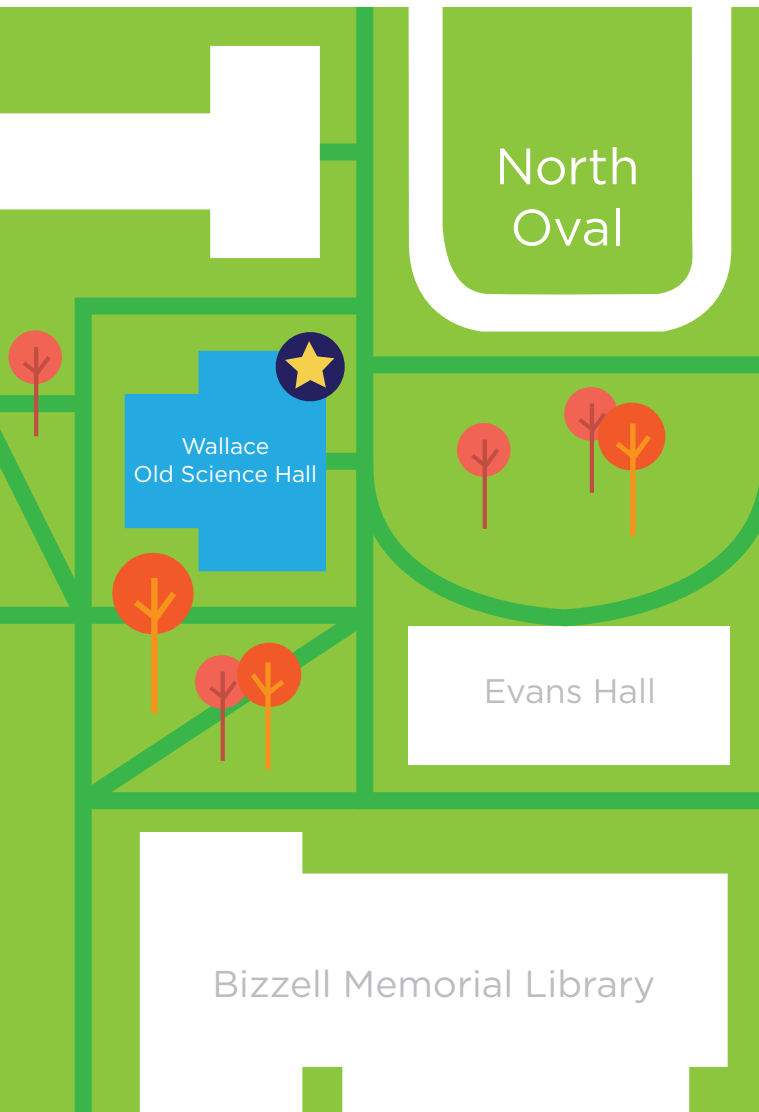 North
Oval
Wallace
Old Science Hall
Evans Hall
Bizzell Memorial Library